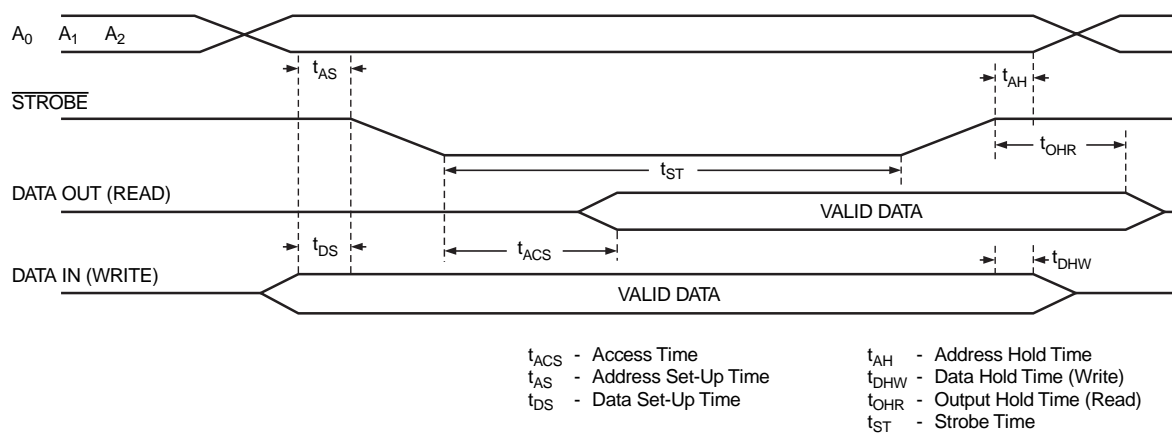 A0 A1 A2
tAS
tAH
STROBE
tOHR
tST
DATA OUT (READ)
VALID DATA
tDS
tACS
tDHW
DATA IN (WRITE)
VALID DATA
tACS - Access Time
tAS - Address Set-Up Time
tDS - Data Set-Up Time
tAH - Address Hold Time
tDHW - Data Hold Time (Write)
tOHR - Output Hold Time (Read)
tST - Strobe Time